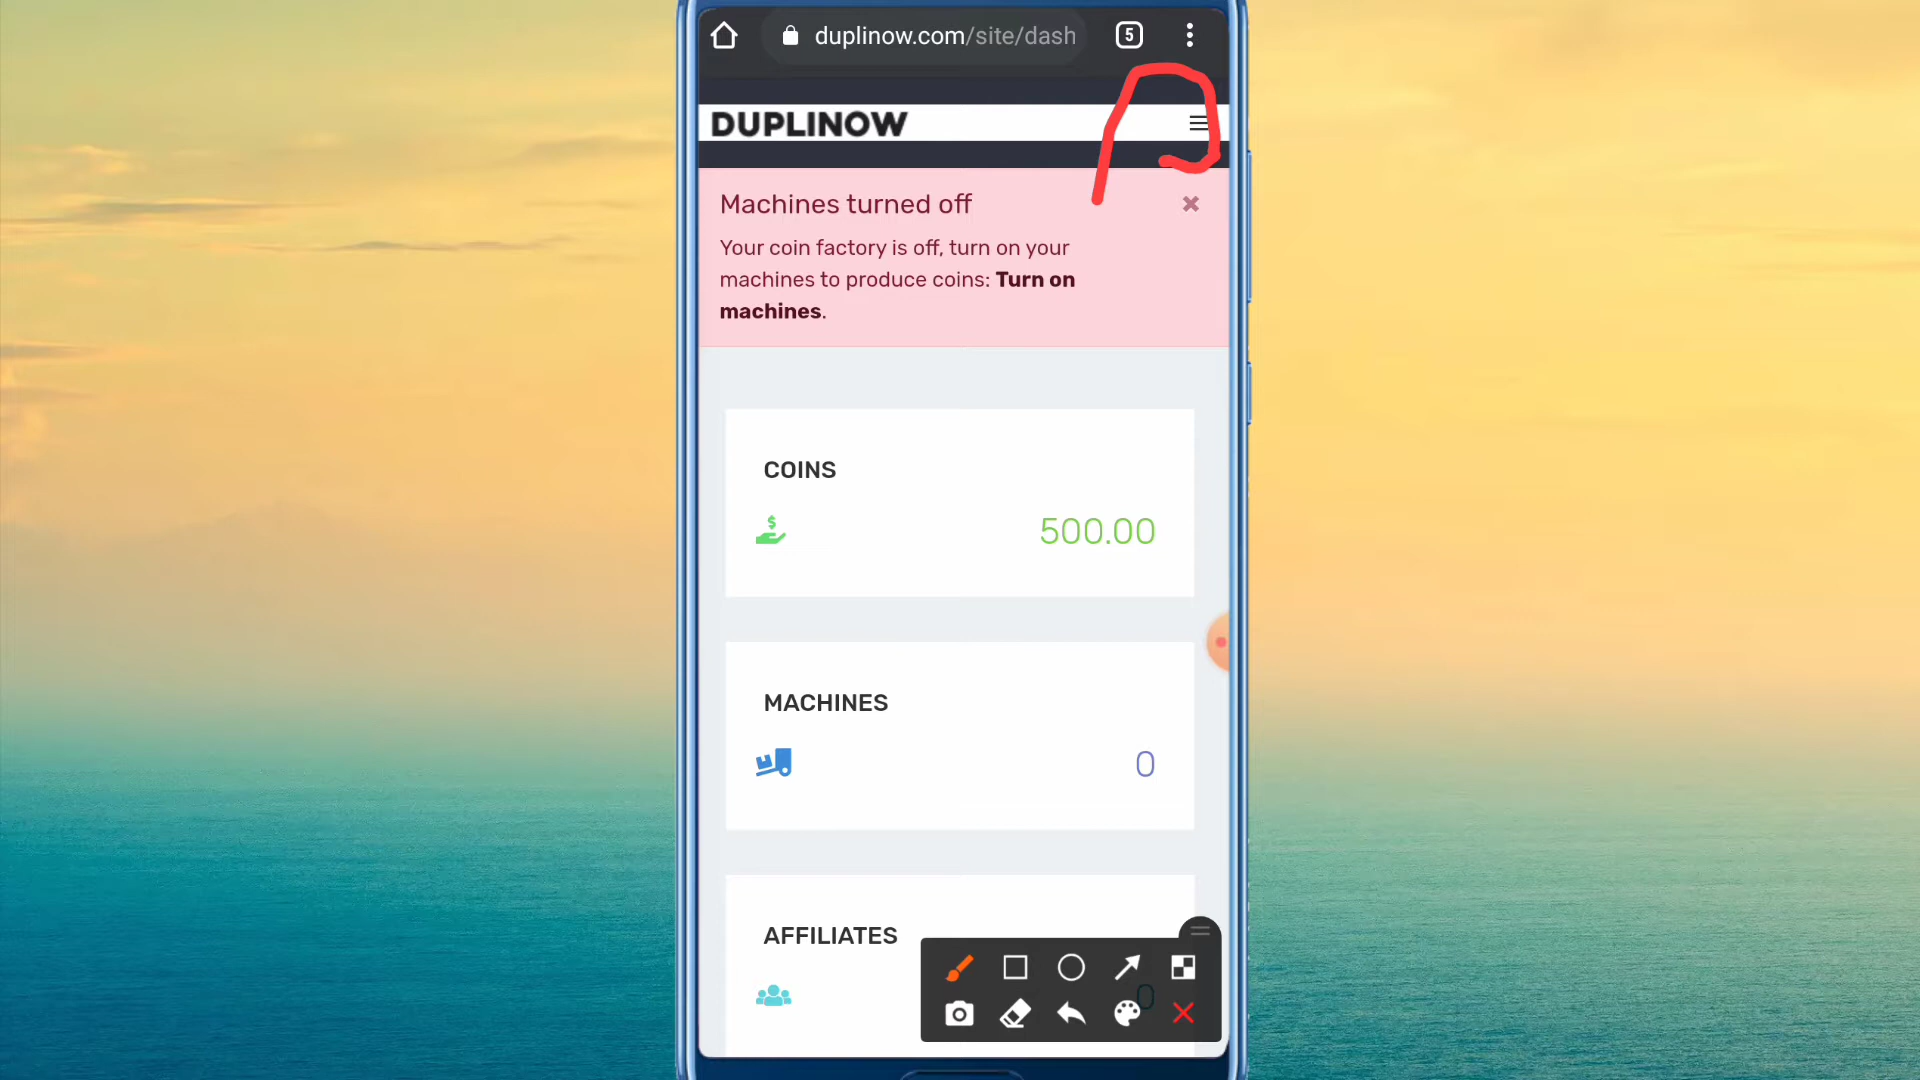 duplinow.com/site/dash
5
DUPLINOW
Machines turned off
Your coin factory is off, turn on your
machines to produce coins: Turn on
machines.
COINS
500.00
MACHINES
0
AFFILIATES
0